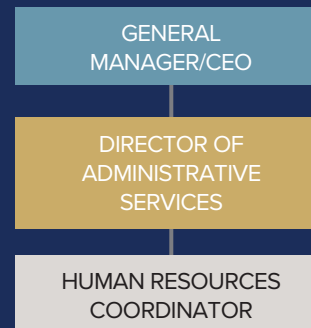 GENERAL
MANAGER/CEO
DIRECTOR OF
ADMINISTRATIVE
SERVICES
HUMAN RESOURCES
COORDINATOR